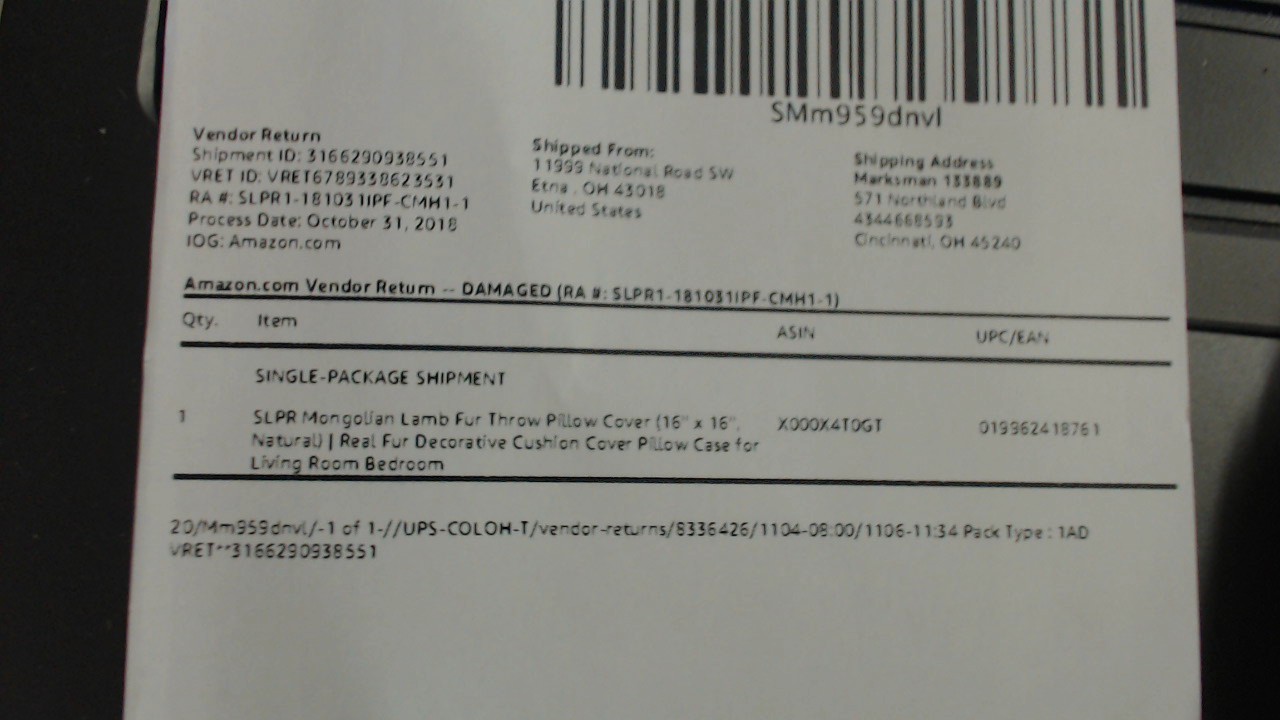 SMm959dnvl
Vendor Return
Shipment ID: 3166290938551
VRET ID: VRET6789338623531
RA #: SLPR1-181031IPF-CMH1-1
Process Date: October 31, 2018
IOG: Amazon.com
Shipped From:
11999 National Road SW
Etna , OH 43018
United States
Shipping Address
Marksman 133889
571 Northland Blvd
4344668593
Cincinnati, OH 45240
Amazon.com Vendor Return -- DAMAGED (RA #: SLPR1-181031IPF-CMH1-1)
Qty. Item ASIN UPC/EAN
SINGLE-PACKAGE SHIPMENT
1 SLPR Mongolian Lamb Fur Throw Pillow Cover (16" x 16", X000X4T0GT 019962418761
Natural) | Real Fur Decorative Cushion Cover Pillow Case for
Living Room Bedroom
20/Mm959dnvl/-1 of 1-//UPS-COLOH-T/vendor-returns/8336426/1104-08:00/1106-11:34 Pack Type : 1AD
VRET**3166290938551